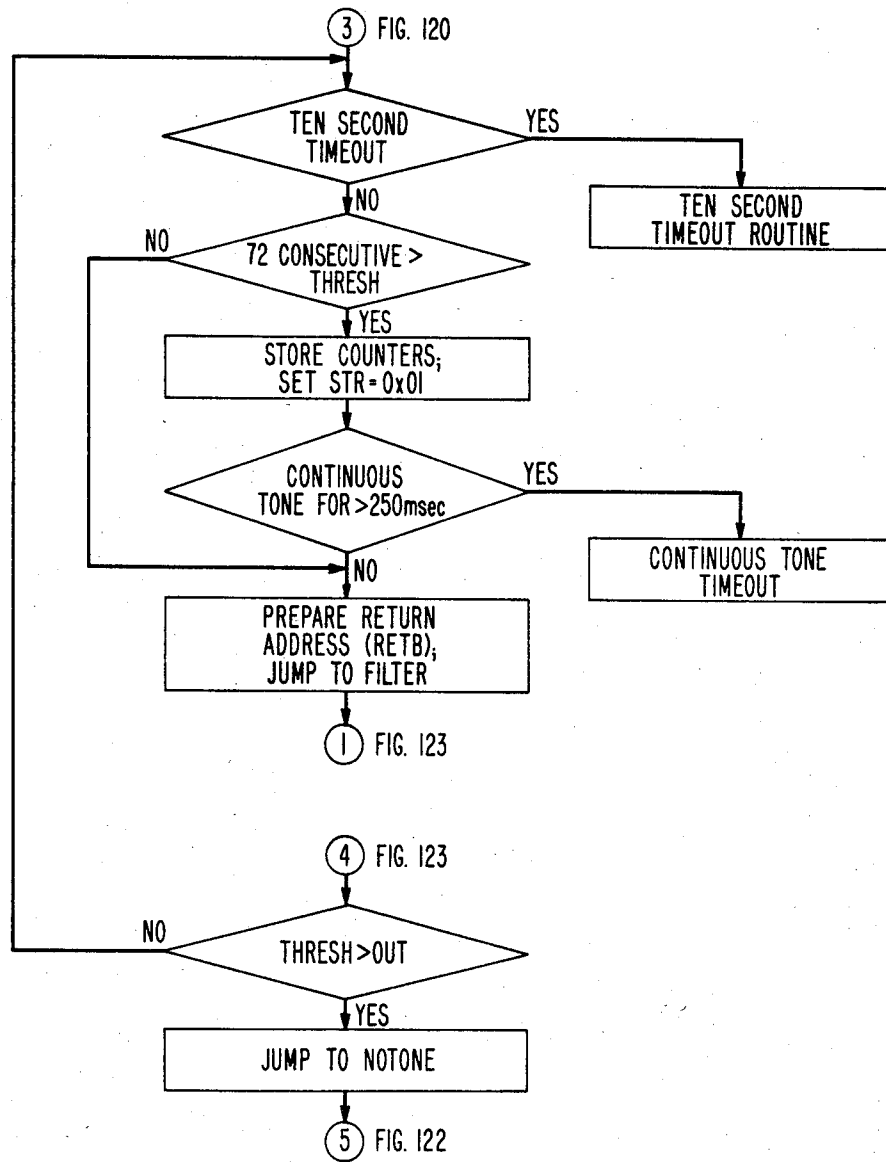 3 FIG. 120
TEN SECOND
TIMEOUT
YES
TEN SECOND
TIMEOUT ROUTINE
NO
NO
72 CONSECUTIVE >
THRESH
YES
STORE COUNTERS;
SET STR=0x01
CONTINUOUS
TONE FOR >250msec
YES
CONTINUOUS TONE
TIMEOUT
NO
PREPARE RETURN
ADDRESS (RETB);
JUMP TO FILTER
1 FIG. 123
4 FIG. 123
NO
THRESH>OUT
YES
JUMP TO NOTONE
5 FIG. 122